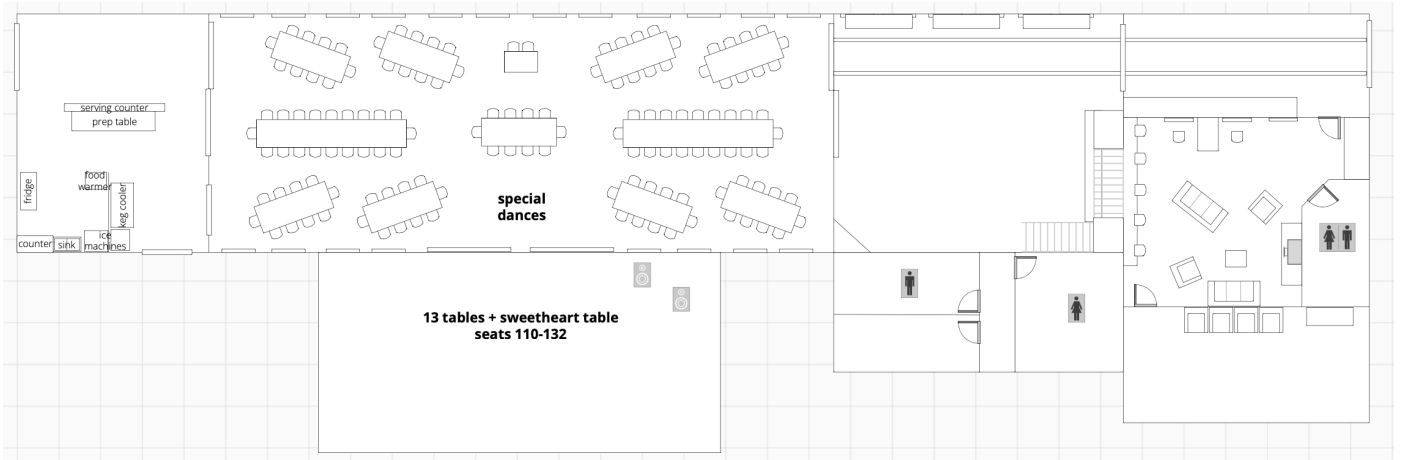 serving counter
prep table
fridge
food
warmer
keg cooler
counter
sink
ice
machines
special
dances
13 tables + sweetheart table
seats 110-132